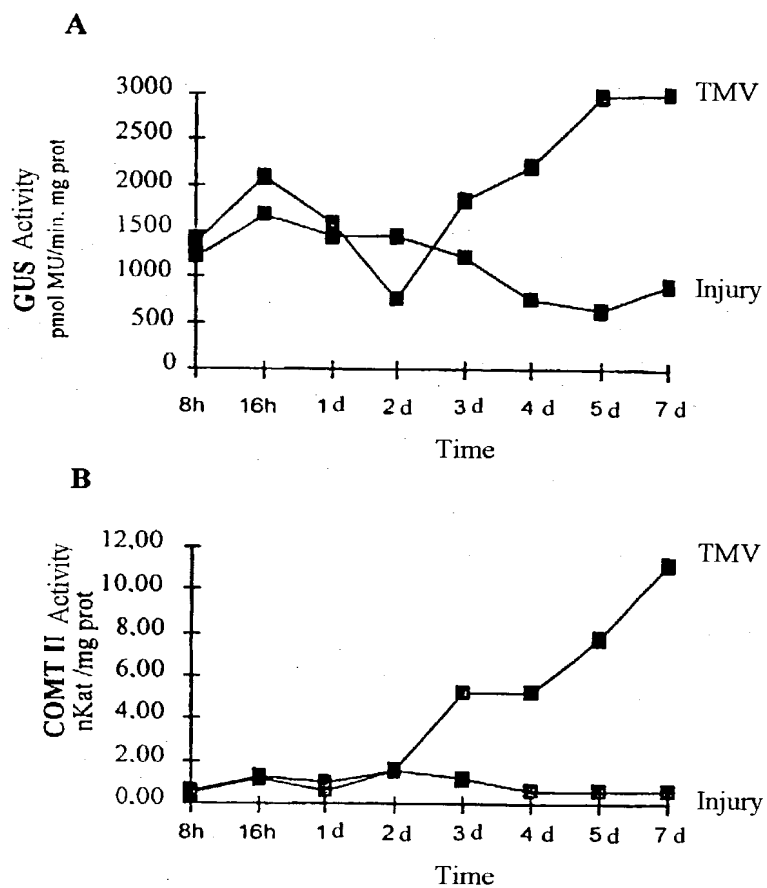 A
GUS Activity
pmol MU/min. mg prot
3000
2500
2000
1500
1000
500
0
TMV
Injury
8h 16h 1 d 2 d 3 d 4 d 5 d 7 d
Time
B
COMT II Activity
nKat /mg prot
12,00
10.00
8.00
6.00
4.00
2.00
0.00
TMV
Injury
8h 16h 1 d 2 d 3 d 4 d 5 d 7 d
Time